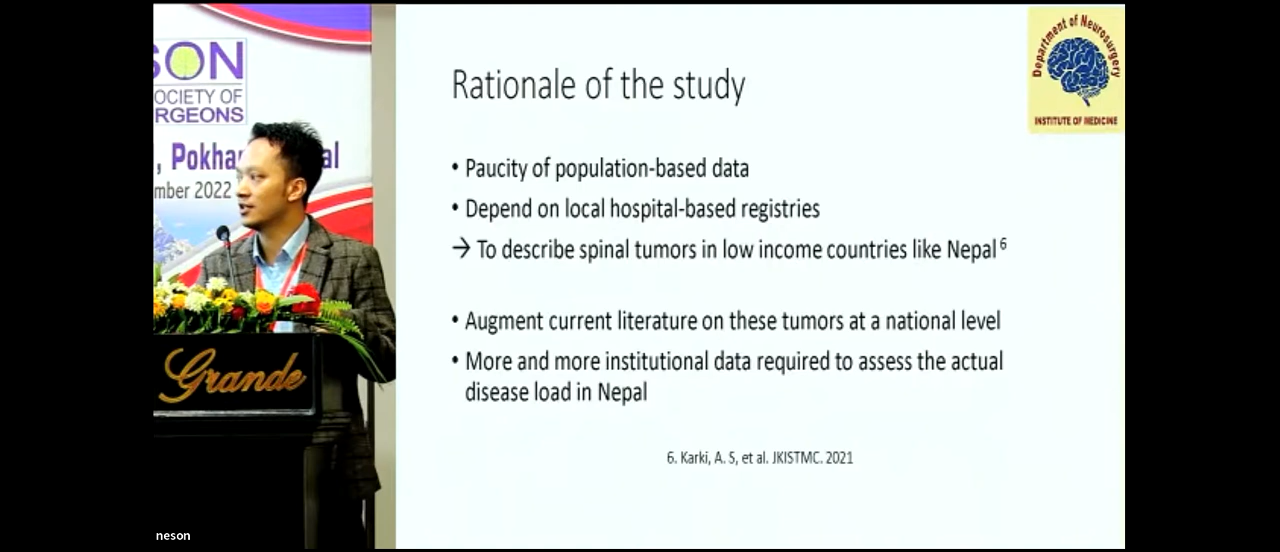 SON
OCIETY OF
RGEONS
, Pokha al
mber 2022
Grande
neson
Rationale of the study
• Paucity of population-based data
• Depend on local hospital-based registries
→ To describe spinal tumors in low income countries like Nepal 6
• Augment current literature on these tumors at a national level
• More and more institutional data required to assess the actual
disease load in Nepal
6. Karki, A. S, et al. JKISTMC. 2021
Department of Neurosurgery
INSTITUTE OF MEDICINE